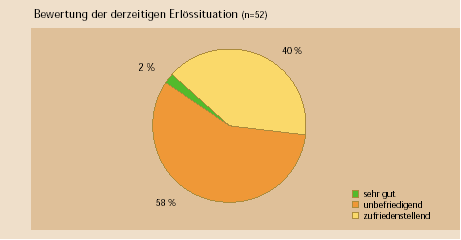 Bewertung der derzeitigen Erlössituation (n=52)
40 %
2 %
58 %
sehr gut
unbefriedigend
zufriedenstellend